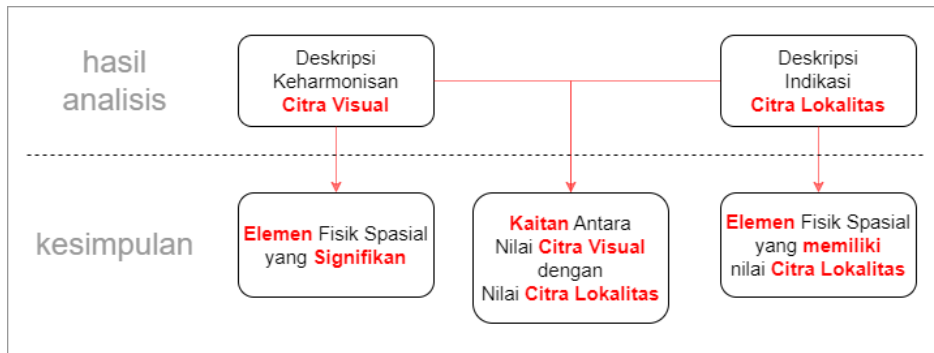 hasil
analisis
Deskripsi
Keharmonisan
Citra Visual
Deskripsi
Indikasi
Citra Lokalitas
kesimpulan
Elemen Fisik Spasial
yang Signifikan
Kaitan Antara
Nilai Citra Visual
dengan
Nilai Citra Lokalitas
Elemen Fisik Spasial
yang memiliki
nilai Citra Lokalitas